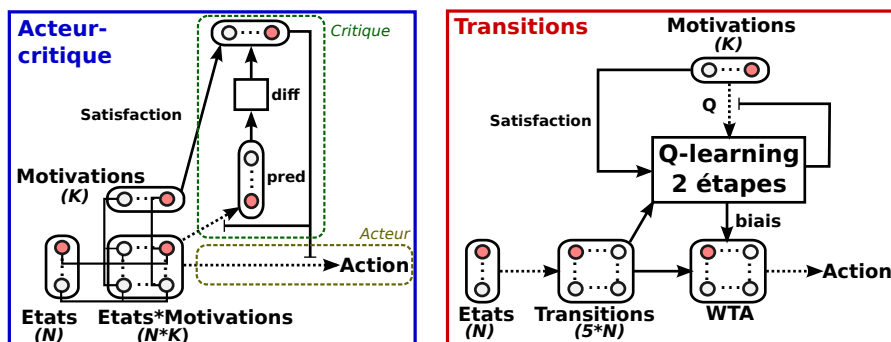 Acteur-
critique
Critique
diff
Satisfaction
pred
Motivations
(K)
Acteur
Action
Etats
(N)
Etats*Motivations
(N*K)
Transitions
Motivations
(K)
Q
Satisfaction
Q-learning
2 étapes
biais
Action
Etats
(N)
Transitions
(5*N)
WTA